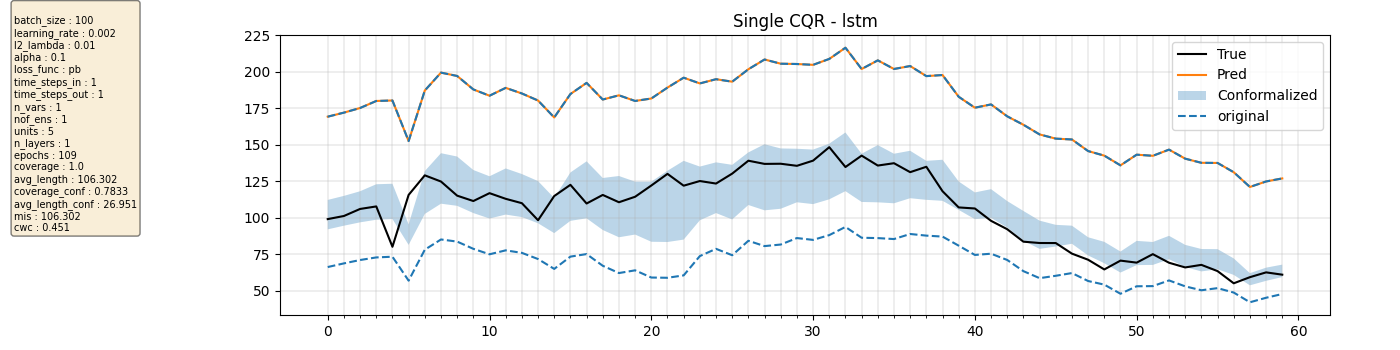 batch_size : 100
learning_rate : 0.002
l2_lambda : 0.01
alpha : 0.1
loss_func : pb
time_steps_in : 1
time_steps_out : 1
n_vars : 1
nof_ens : 1
units : 5
n_layers : 1
epochs : 109
coverage : 1.0
avg_length : 106.302
coverage_conf : 0.7833
avg_length_conf : 26.951
mis : 106.302
cwc : 0.451
Single CQR - lstm
225
200
175
150
125
100
75
50
True
Pred
Conformalized
original
0 10 20 30 40 50 60